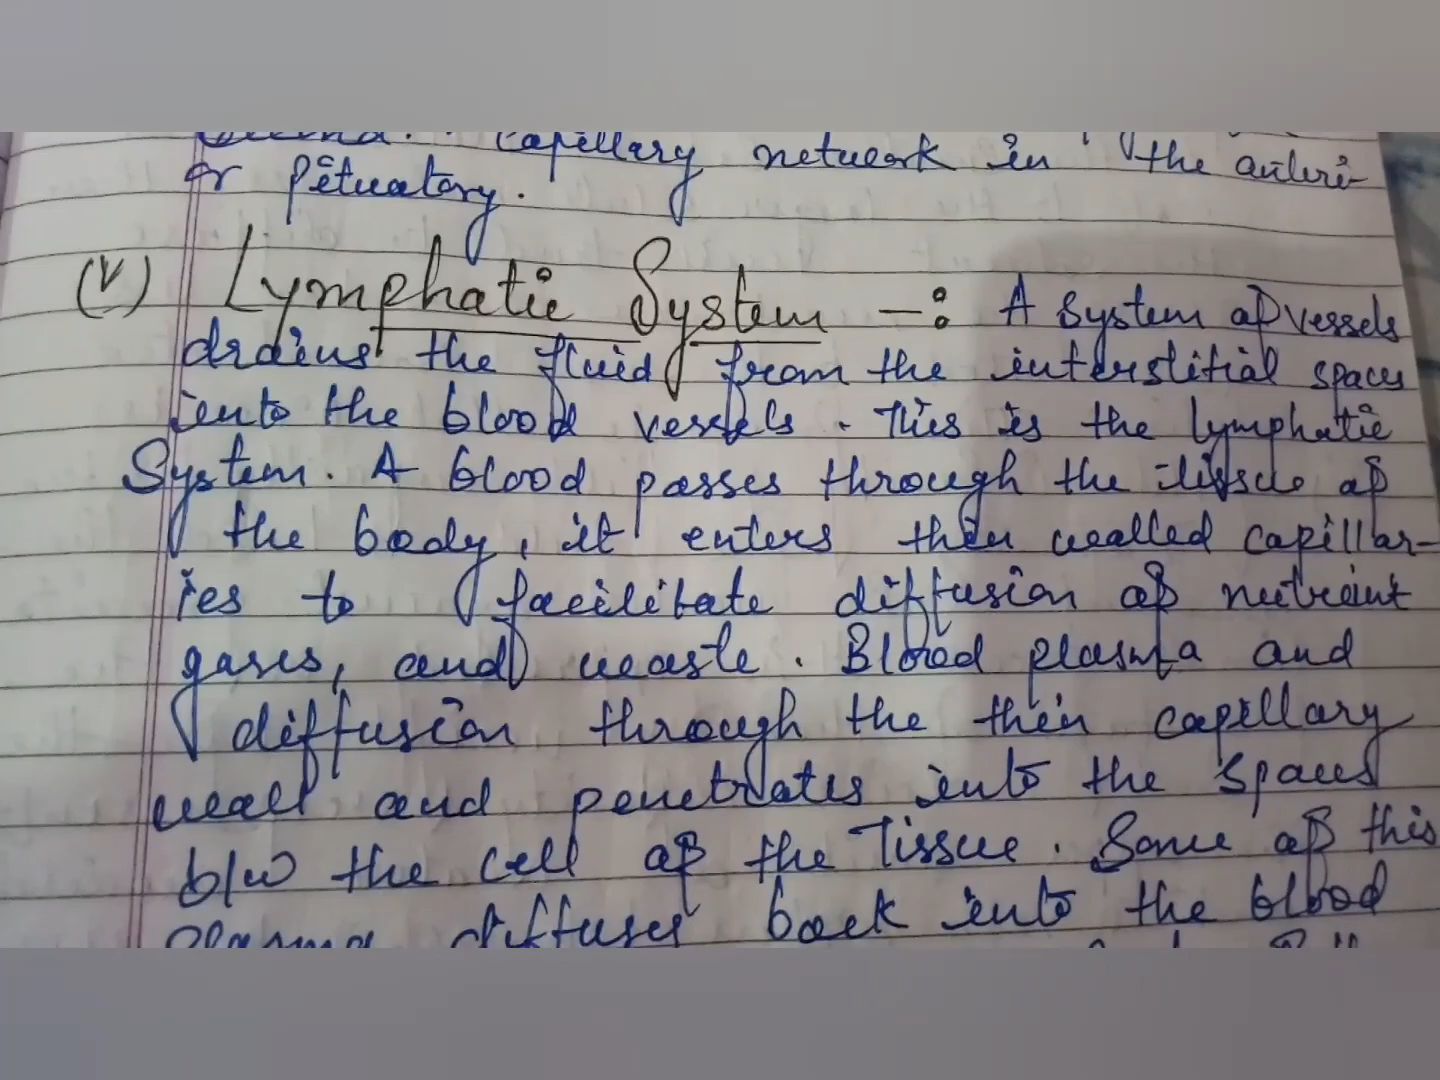 capillary network in the anteri-
or Pituatory.
(V) Lymphatic System -: A system of vessels
drains the fluid from the interstitial spaces
into the blood vessels. This is the lymphatic
System. A blood passes through the tissue of
the body, it enters thin walled capillar-
ies to facilitate diffusion of nutrient
gases, and waste. Blood plasma and
diffusion through the thin capillary
wall and penetrates into the spaces
b/w the cell of the Tissue. Some of this
plasma diffuses back into the blood